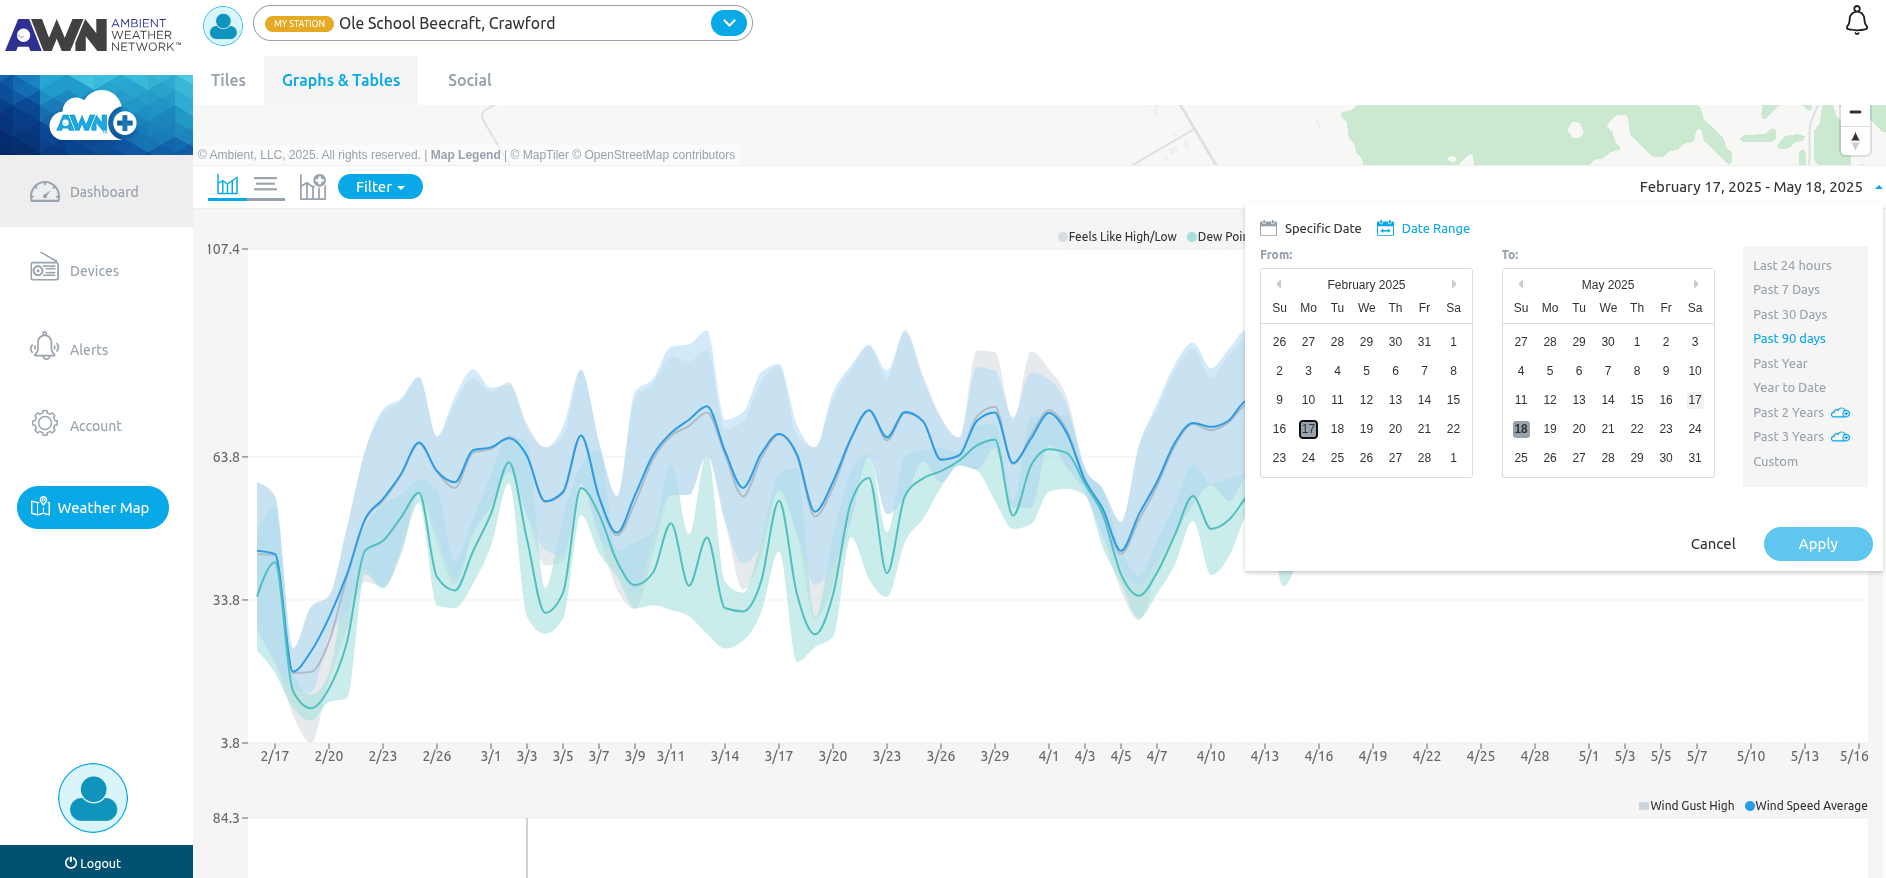 AWN AMBIENT WEATHER NETWORK™
MY STATION Ole School Beecraft, Crawford
Tiles Graphs & Tables Social
AWN+
© Ambient, LLC, 2025. All rights reserved. | Map Legend | © MapTiler © OpenStreetMap contributors
Dashboard
Devices
Alerts
Account
Weather Map
Logout
Filter
February 17, 2025 - May 18, 2025
Feels Like High/Low Dew Poin
Specific Date Date Range
From:
February 2025
Su Mo Tu We Th Fr Sa
26 27 28 29 30 31 1
2 3 4 5 6 7 8
9 10 11 12 13 14 15
16 17 18 19 20 21 22
23 24 25 26 27 28 1
To:
May 2025
Su Mo Tu We Th Fr Sa
27 28 29 30 1 2 3
4 5 6 7 8 9 10
11 12 13 14 15 16 17
18 19 20 21 22 23 24
25 26 27 28 29 30 31
Last 24 hours
Past 7 Days
Past 30 Days
Past 90 days
Past Year
Year to Date
Past 2 Years
Past 3 Years
Custom
Cancel Apply
107.4
63.8
33.8
3.8
2/17 2/20 2/23 2/26 3/1 3/3 3/5 3/7 3/9 3/11 3/14 3/17 3/20 3/23 3/26 3/29 4/1 4/3 4/5 4/7 4/10 4/13 4/16 4/19 4/22 4/25 4/28 5/1 5/3 5/5 5/7 5/10 5/13 5/16
Wind Gust High Wind Speed Average
84.3